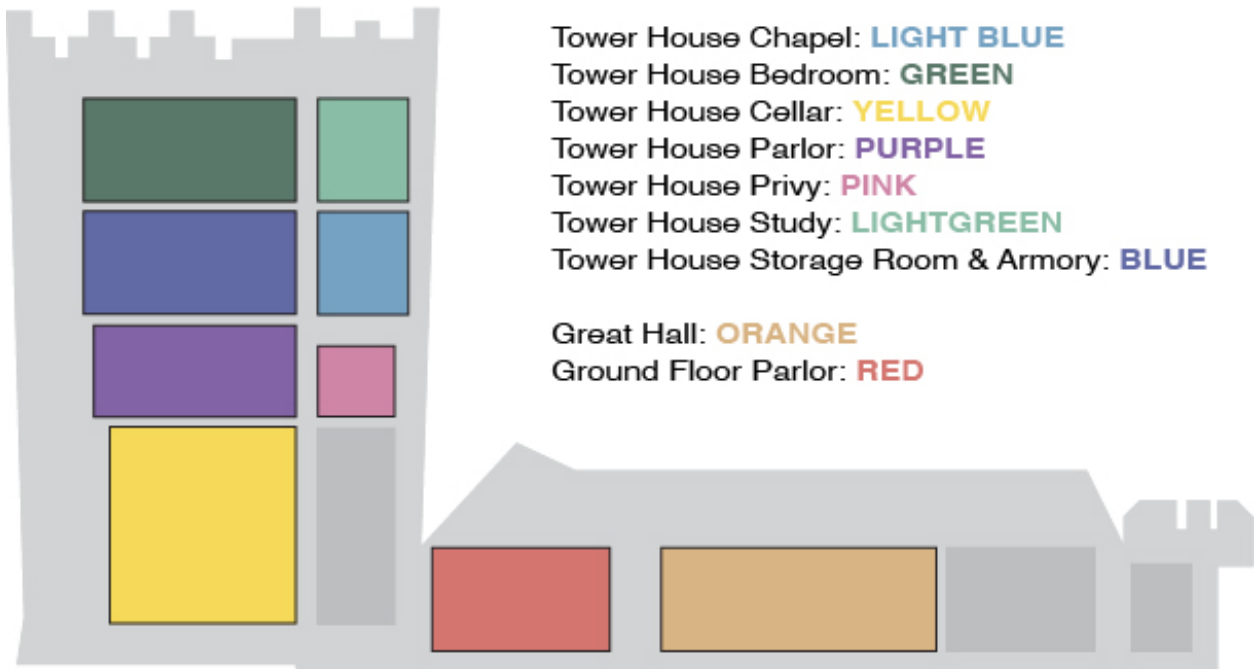 Tower House Chapel: LIGHT BLUE
Tower House Bedroom: GREEN
Tower House Cellar: YELLOW
Tower House Parlor: PURPLE
Tower House Privy: PINK
Tower House Study: LIGHTGREEN
Tower House Storage Room & Armory: BLUE
Great Hall: ORANGE
Ground Floor Parlor: RED